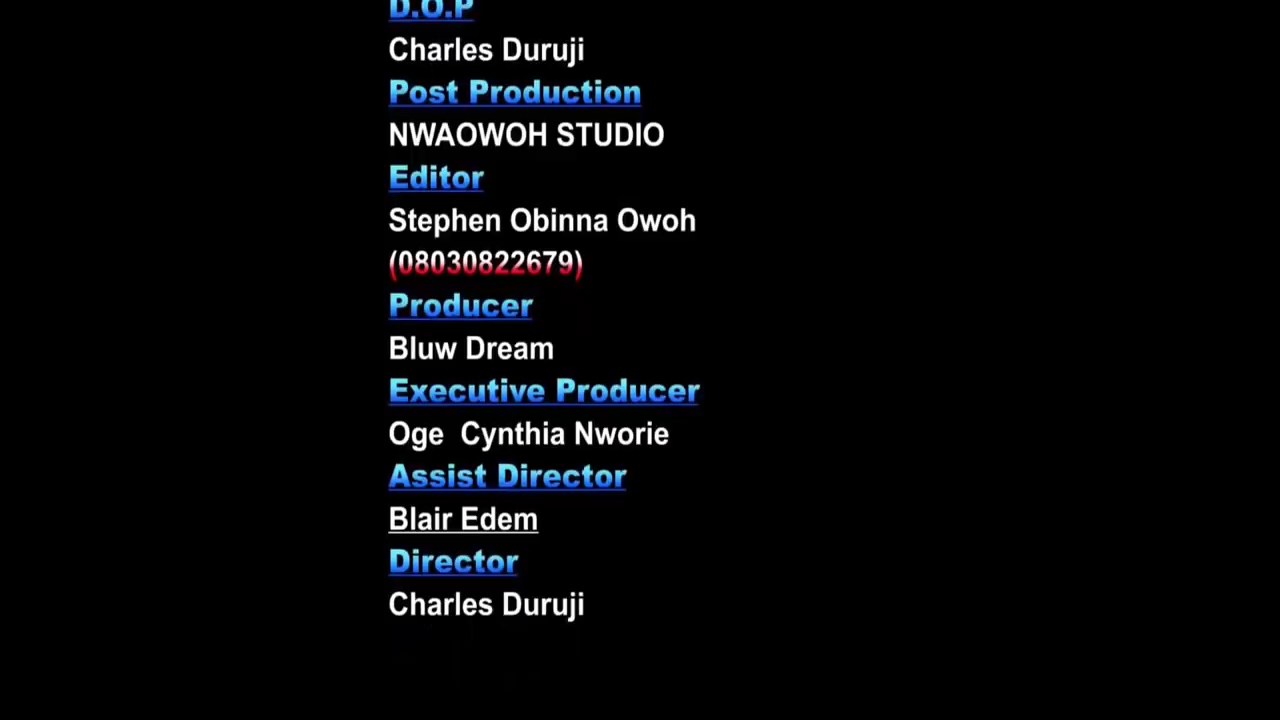 D.O.P
Charles Duruji
Post Production
NWAOWOH STUDIO
Editor
Stephen Obinna Owoh
(08030822679)
Producer
Bluw Dream
Executive Producer
Oge  Cynthia Nworie
Assist Director
Blair Edem
Director
Charles Duruji